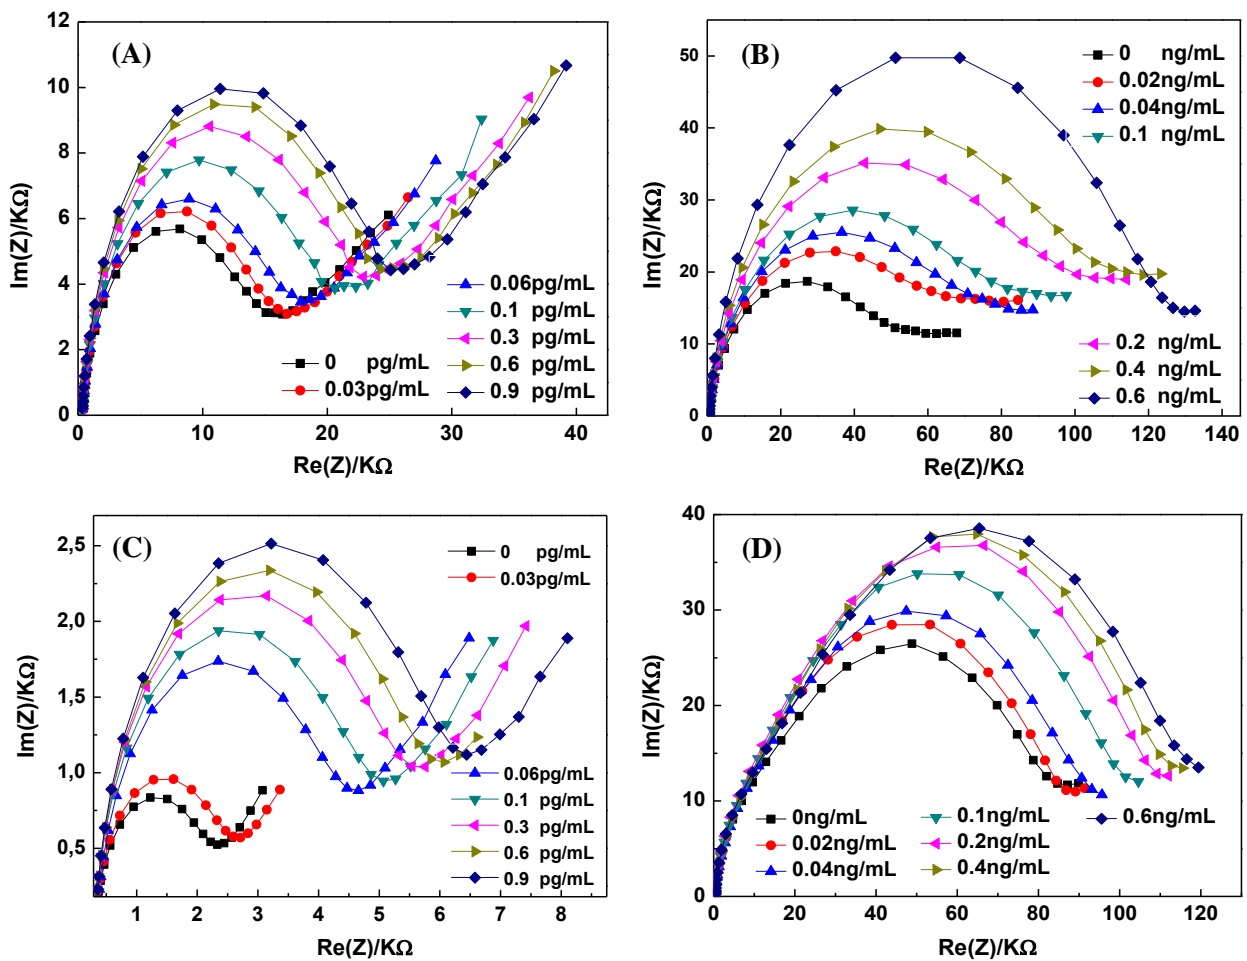 (A)
Im(Z)/KΩ
12
10
8
6
4
2
0
0 10 20 30 40
Re(Z)/KΩ
0 pg/mL
0.03pg/mL
0.06pg/mL
0.1 pg/mL
0.3 pg/mL
0.6 pg/mL
0.9 pg/mL
(B)
Im(Z)/KΩ
50
40
30
20
10
0
0 20 40 60 80 100 120 140
Re(Z)/KΩ
0 ng/mL
0.02ng/mL
0.04ng/mL
0.1 ng/mL
0.2 ng/mL
0.4 ng/mL
0.6 ng/mL
(C)
Im(Z)/KΩ
2,5
2,0
1,5
1,0
0,5
1 2 3 4 5 6 7 8
Re(Z)/KΩ
0 pg/mL
0.03pg/mL
0.06pg/mL
0.1 pg/mL
0.3 pg/mL
0.6 pg/mL
0.9 pg/mL
(D)
Im(Z)/KΩ
40
30
20
10
0
0 20 40 60 80 100 120
Re(Z)/KΩ
0ng/mL
0.02ng/mL
0.04ng/mL
0.1ng/mL
0.2ng/mL
0.4ng/mL
0.6ng/mL